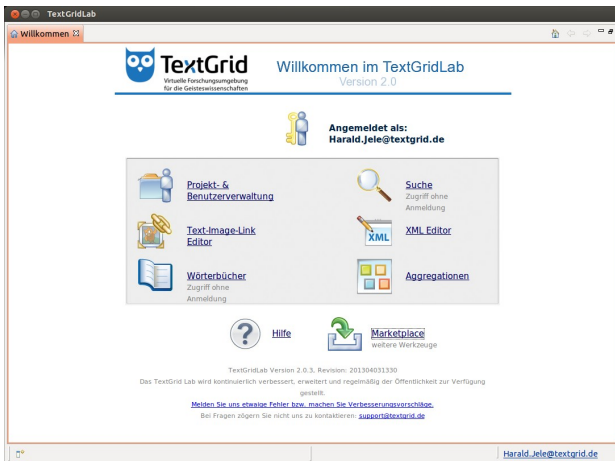 TextGridLab
Willkommen
TextGrid
Virtuelle Forschungsumgebung
für die Geisteswissenschaften
Willkommen im TextGridLab
Version 2.0
Angemeldet als:
Harald.Jele@textgrid.de
Projekt- &
Benutzerverwaltung
Suche
Zugriff ohne
Anmeldung
Text-Image-Link
Editor
XML
XML Editor
Wörterbücher
Zugriff ohne
Anmeldung
Aggregationen
?
Hilfe
Marketplace
weitere Werkzeuge
TextGridLab Version 2.0.3, Revision: 201304031330
Das TextGrid Lab wird kontinuierlich verbessert, erweitert und regelmäßig der Öffentlichkeit zur Verfügung
gestellt.
Melden Sie uns etwaige Fehler bzw. machen Sie Verbesserungsvorschläge.
Bei Fragen zögern Sie nicht uns zu kontaktieren: support@textgrid.de
Harald.Jele@textgrid.de